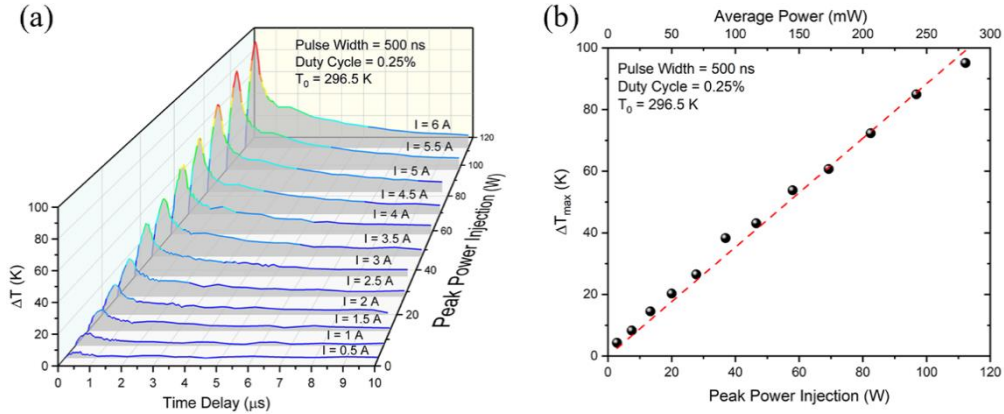 (a)
Pulse Width = 500 ns
Duty Cycle = 0.25%
T0 = 296.5 K
I = 6 A
I = 5.5 A
I = 5 A
I = 4.5 A
I = 4 A
I = 3.5 A
I = 3 A
I = 2.5 A
I = 2 A
I = 1.5 A
I = 1 A
I = 0.5 A
120
100
80
60
40
20
0
Peak Power Injection (W)
100
80
60
40
20
0
ΔT (K)
0 1 2 3 4 5 6 7 8 9 10
Time Delay (μs)
(b)
Average Power (mW)
0 50 100 150 200 250 300
Pulse Width = 500 ns
Duty Cycle = 0.25%
T0 = 296.5 K
100
80
60
40
20
0
ΔTmax (K)
0 20 40 60 80 100 120
Peak Power Injection (W)